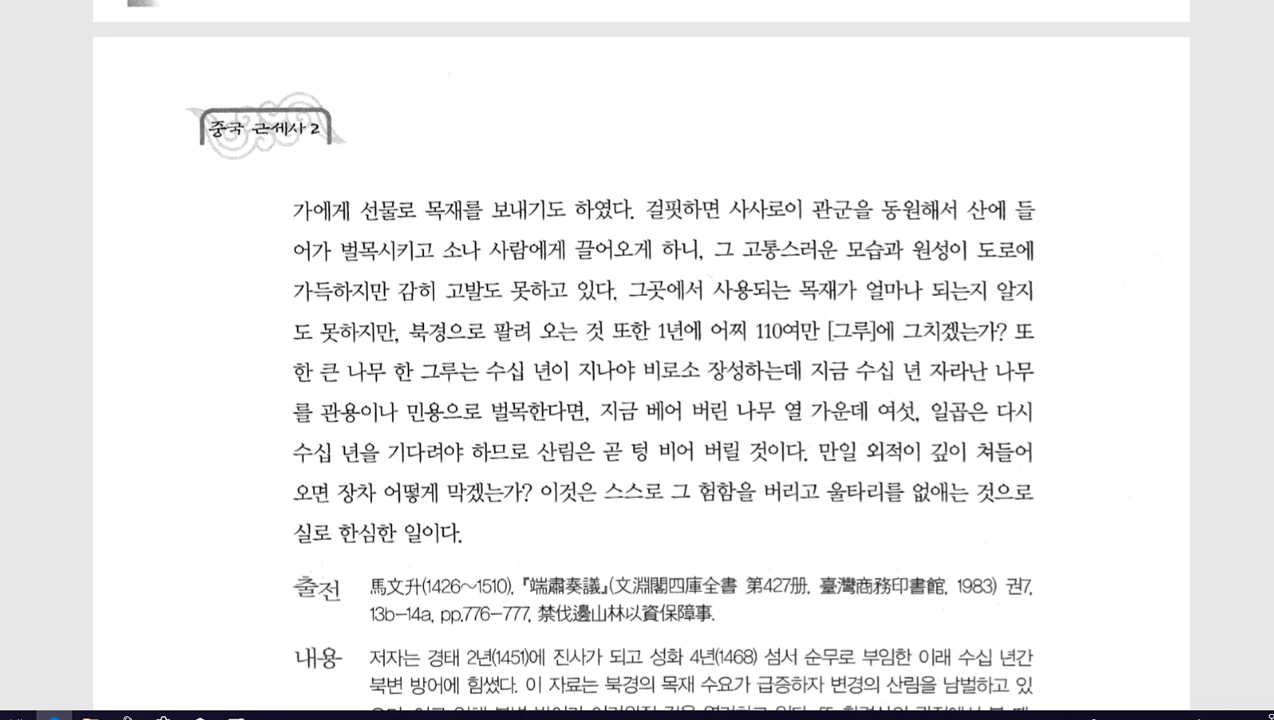 중국 근세사 2
가에게 선물로 목재를 보내기도 하였다. 걸핏하면 사사로이 관군을 동원해서 산에 들
어가 벌목시키고 소나 사람에게 끌어오게 하니, 그 고통스러운 모습과 원성이 도로에
가득하지만 감히 고발도 못하고 있다. 그곳에서 사용되는 목재가 얼마나 되는지 알지
도 못하지만, 북경으로 팔려 오는 것 또한 1년에 어찌 110여만 [그루]에 그치겠는가? 또
한 큰 나무 한 그루는 수십 년이 지나야 비로소 장성하는데 지금 수십 년 자라난 나무
를 관용이나 민용으로 벌목한다면, 지금 베어 버린 나무 열 가운데 여섯, 일곱은 다시
수십 년을 기다려야 하므로 산림은 곧 텅 비어 버릴 것이다. 만일 외적이 깊이 쳐들어
오면 장차 어떻게 막겠는가? 이것은 스스로 그 험함을 버리고 울타리를 없애는 것으로
실로 한심한 일이다.
출전 馬文升(1426~1510), 『端肅奏議』(文淵閣四庫全書 第427册, 臺灣商務印書館, 1983) 권7,
13b-14a, pp.776-777, 禁伐邊山林以資保障事.
내용 저자는 경태 2년(1451)에 진사가 되고 성화 4년(1468) 섬서 순무로 부임한 이래 수십 년간
북변 방어에 힘썼다. 이 자료는 북경의 목재 수요가 급증하자 변경의 산림을 남벌하고 있